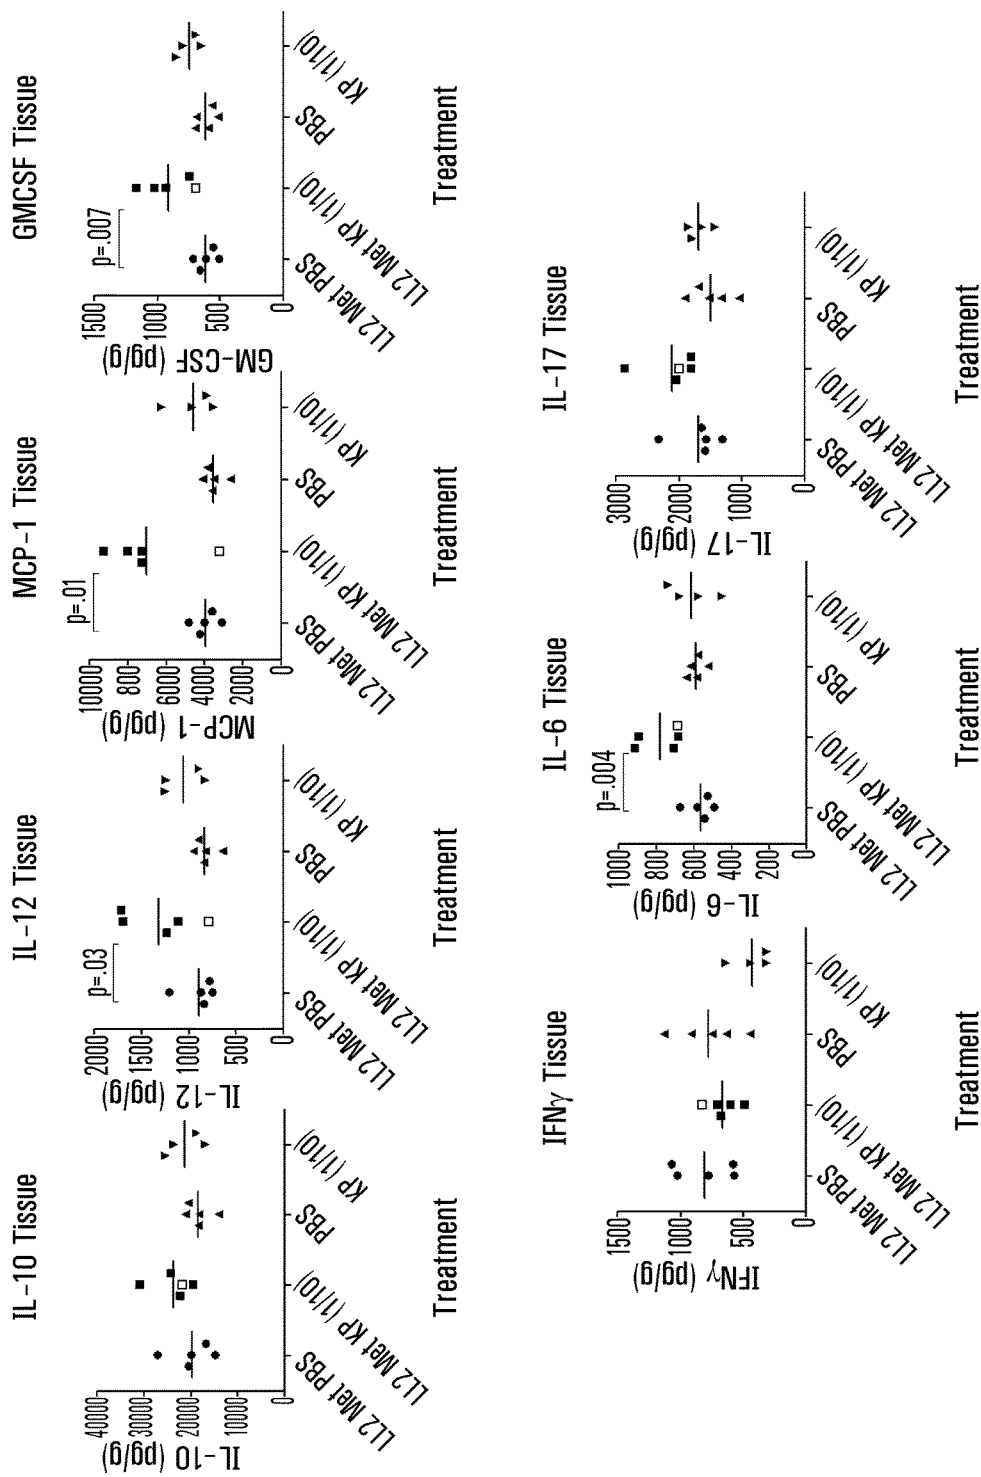 IL-10 Tissue
IL-10 (pg/g)
40000
30000
20000
10000
0
LL2 Met PBS
LL2 Met KP (1/10)
PBS
KP (1/10)
Treatment
IL-12 Tissue
IL-12 (pg/g)
2000
1500
1000
500
0
p=.03
LL2 Met PBS
LL2 Met KP (1/10)
PBS
KP (1/10)
Treatment
MCP-1 Tissue
MCP-1 (pg/g)
10000
800
6000
4000
2000
0
p=.01
LL2 Met PBS
LL2 Met KP (1/10)
PBS
KP (1/10)
Treatment
GMCSF Tissue
GM-CSF (pg/g)
1500
1000
500
0
p=.007
LL2 Met PBS
LL2 Met KP (1/10)
PBS
KP (1/10)
Treatment
IFNγ Tissue
IFNγ (pg/g)
1500
1000
500
0
LL2 Met PBS
LL2 Met KP (1/10)
PBS
KP (1/10)
Treatment
IL-6 Tissue
IL-6 (pg/g)
1000
800
600
400
200
0
p=.004
LL2 Met PBS
LL2 Met KP (1/10)
PBS
KP (1/10)
Treatment
IL-17 Tissue
IL-17 (pg/g)
3000
2000
1000
0
LL2 Met PBS
LL2 Met KP (1/10)
PBS
KP (1/10)
Treatment